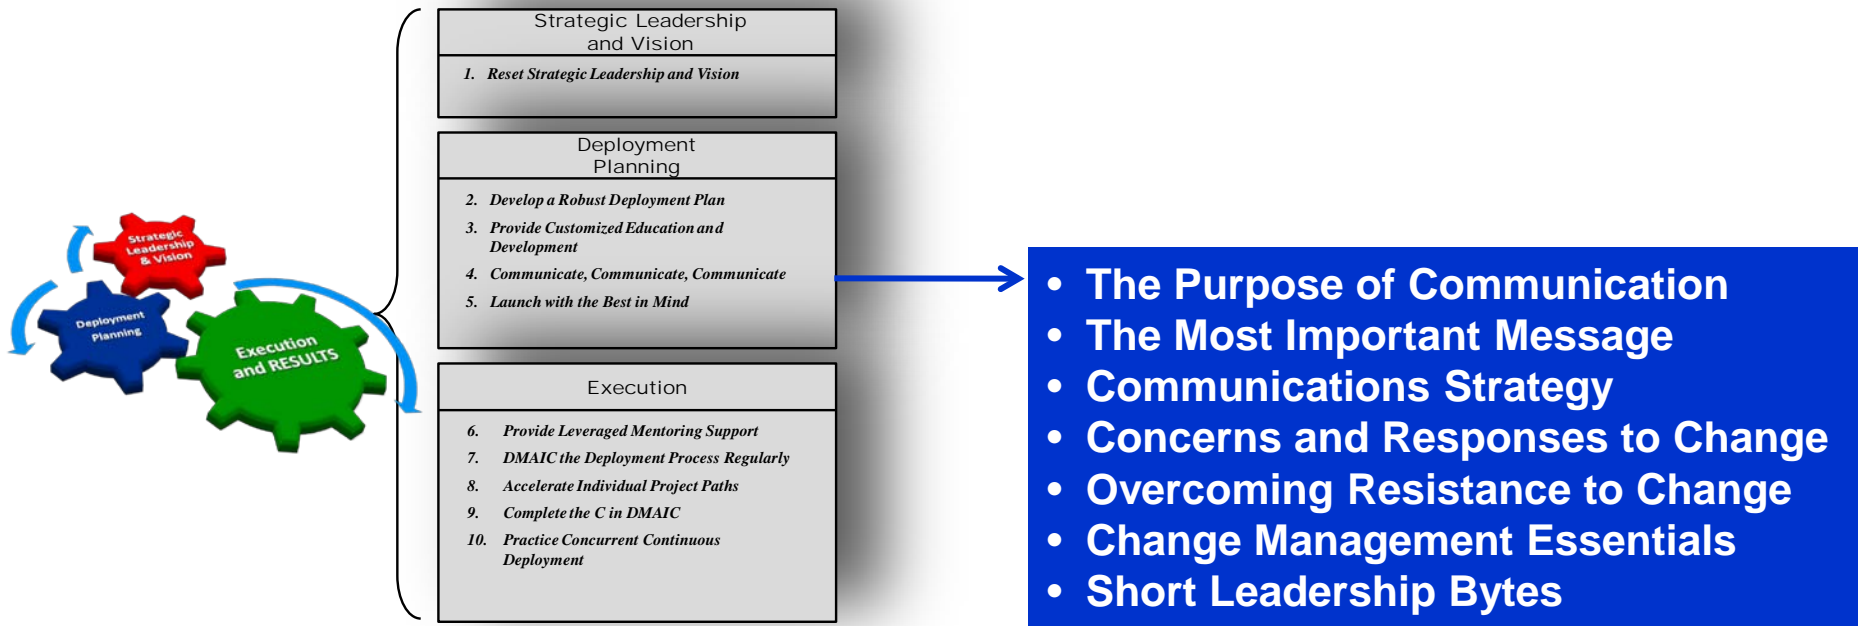 Strategic
Leadership
& Vision
Deployment
Planning
Execution
and RESULTS
Strategic Leadership
and Vision
1. Reset Strategic Leadership and Vision
Deployment
Planning
2. Develop a Robust Deployment Plan
3. Provide Customized Education and
Development
4. Communicate, Communicate, Communicate
5. Launch with the Best in Mind
Execution
6. Provide Leveraged Mentoring Support
7. DMAIC the Deployment Process Regularly
8. Accelerate Individual Project Paths
9. Complete the C in DMAIC
10. Practice Concurrent Continuous
Deployment
• The Purpose of Communication
• The Most Important Message
• Communications Strategy
• Concerns and Responses to Change
• Overcoming Resistance to Change
• Change Management Essentials
• Short Leadership Bytes